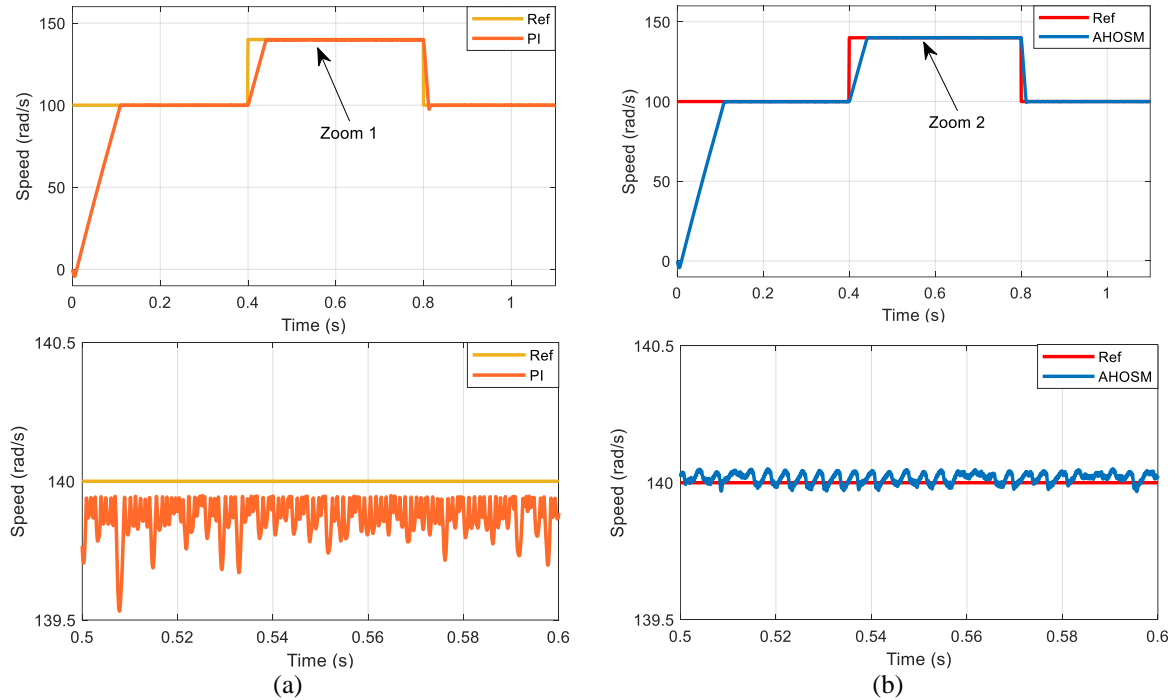 150
100
50
0
Speed (rad/s)
0 0.2 0.4 0.6 0.8 1
Time (s)
Ref
PI
Zoom 1
150
100
50
0
Speed (rad/s)
0 0.2 0.4 0.6 0.8 1
Time (s)
Ref
AHOSM
Zoom 2
140.5
140
139.5
Speed (rad/s)
0.5 0.52 0.54 0.56 0.58 0.6
Time (s)
Ref
PI
(a)
140.5
140
139.5
Speed (rad/s)
0.5 0.52 0.54 0.56 0.58 0.6
Time (s)
Ref
AHOSM
(b)